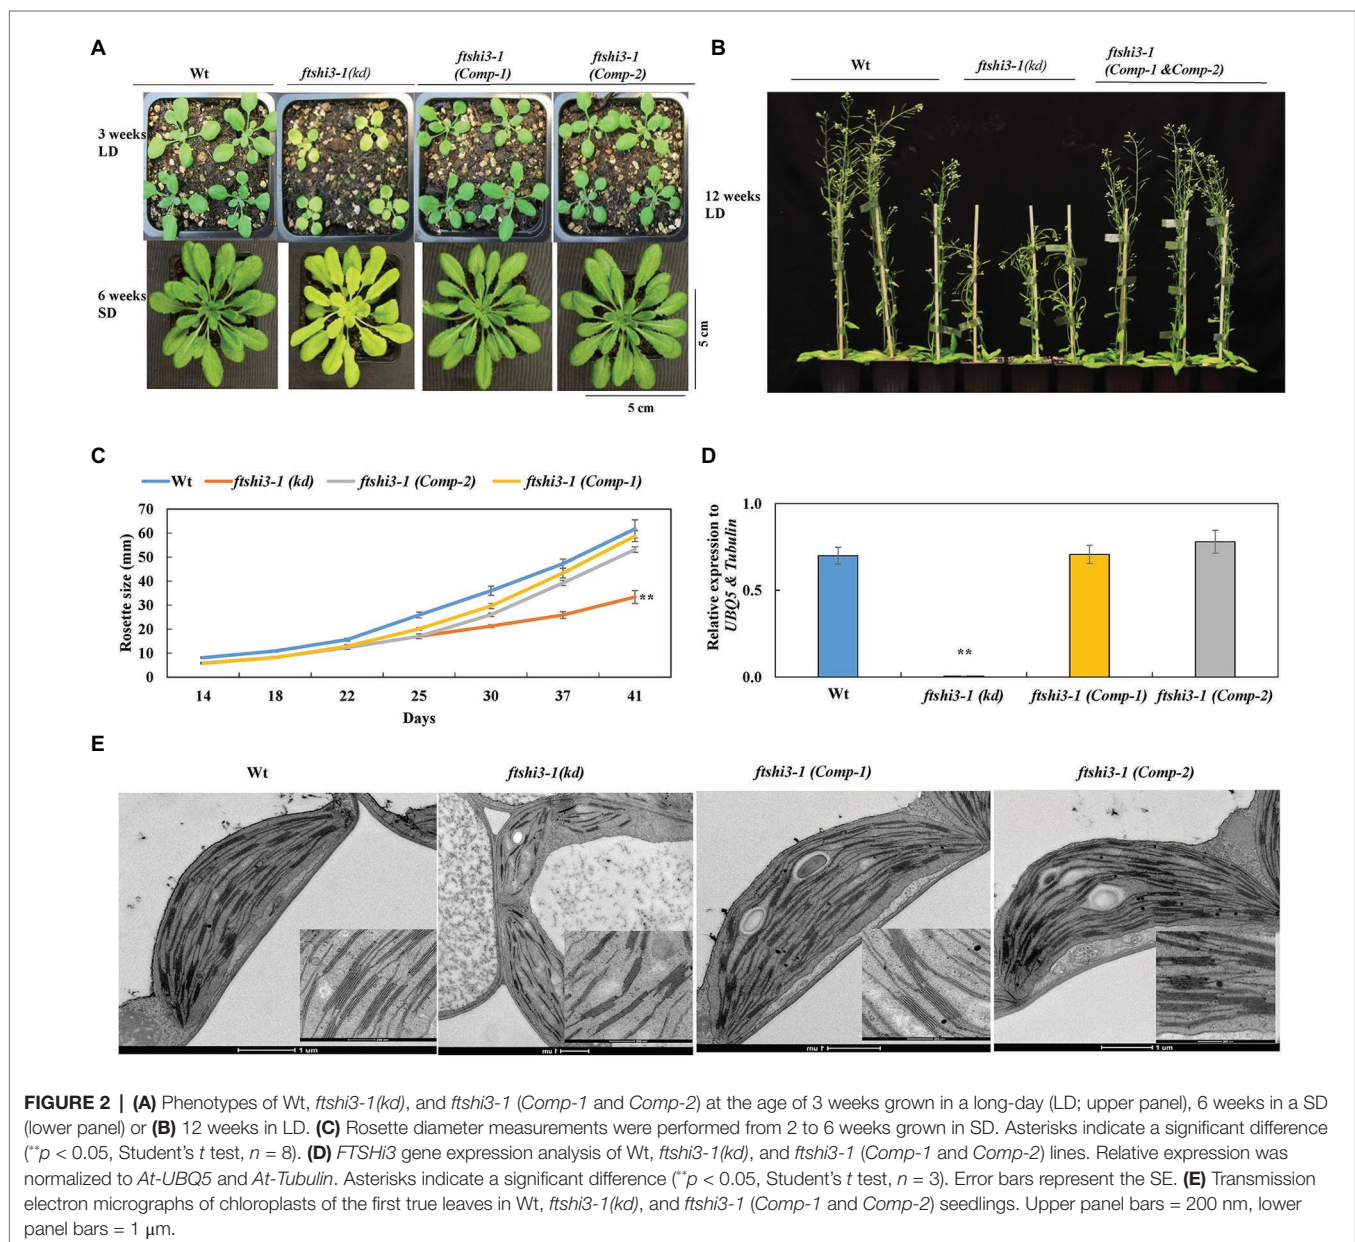 A
Wt
ftshi3-1(kd)
ftshi3-1
(Comp-1)
ftshi3-1
(Comp-2)
3 weeks
LD
6 weeks
SD
5 cm
5 cm
B
Wt
ftshi3-1(kd)
ftshi3-1
(Comp-1 &Comp-2)
12 weeks
LD
C
Wt
ftshi3-1 (kd)
ftshi3-1 (Comp-2)
ftshi3-1 (Comp-1)
Rosette size (mm)
70
60
50
40
30
20
10
0
**
14 18 22 25 30 37 41
Days
D
Relative expression to
UBQ5 & Tubulin
1.0
0.5
0.0
**
Wt
ftshi3-1 (kd)
ftshi3-1 (Comp-1)
ftshi3-1 (Comp-2)
E
Wt
ftshi3-1(kd)
ftshi3-1 (Comp-1)
ftshi3-1 (Comp-2)
1 um
1 um
1 um
1 um
FIGURE 2 | (A) Phenotypes of Wt, ftshi3-1(kd), and ftshi3-1 (Comp-1 and Comp-2) at the age of 3 weeks grown in a long-day (LD; upper panel), 6 weeks in a SD
(lower panel) or (B) 12 weeks in LD. (C) Rosette diameter measurements were performed from 2 to 6 weeks grown in SD. Asterisks indicate a significant difference
(**p < 0.05, Student's t test, n = 8). (D) FTSHi3 gene expression analysis of Wt, ftshi3-1(kd), and ftshi3-1 (Comp-1 and Comp-2) lines. Relative expression was
normalized to At-UBQ5 and At-Tubulin. Asterisks indicate a significant difference (**p < 0.05, Student's t test, n = 3). Error bars represent the SE. (E) Transmission
electron micrographs of chloroplasts of the first true leaves in Wt, ftshi3-1(kd), and ftshi3-1 (Comp-1 and Comp-2) seedlings. Upper panel bars = 200 nm, lower
panel bars = 1 μm.